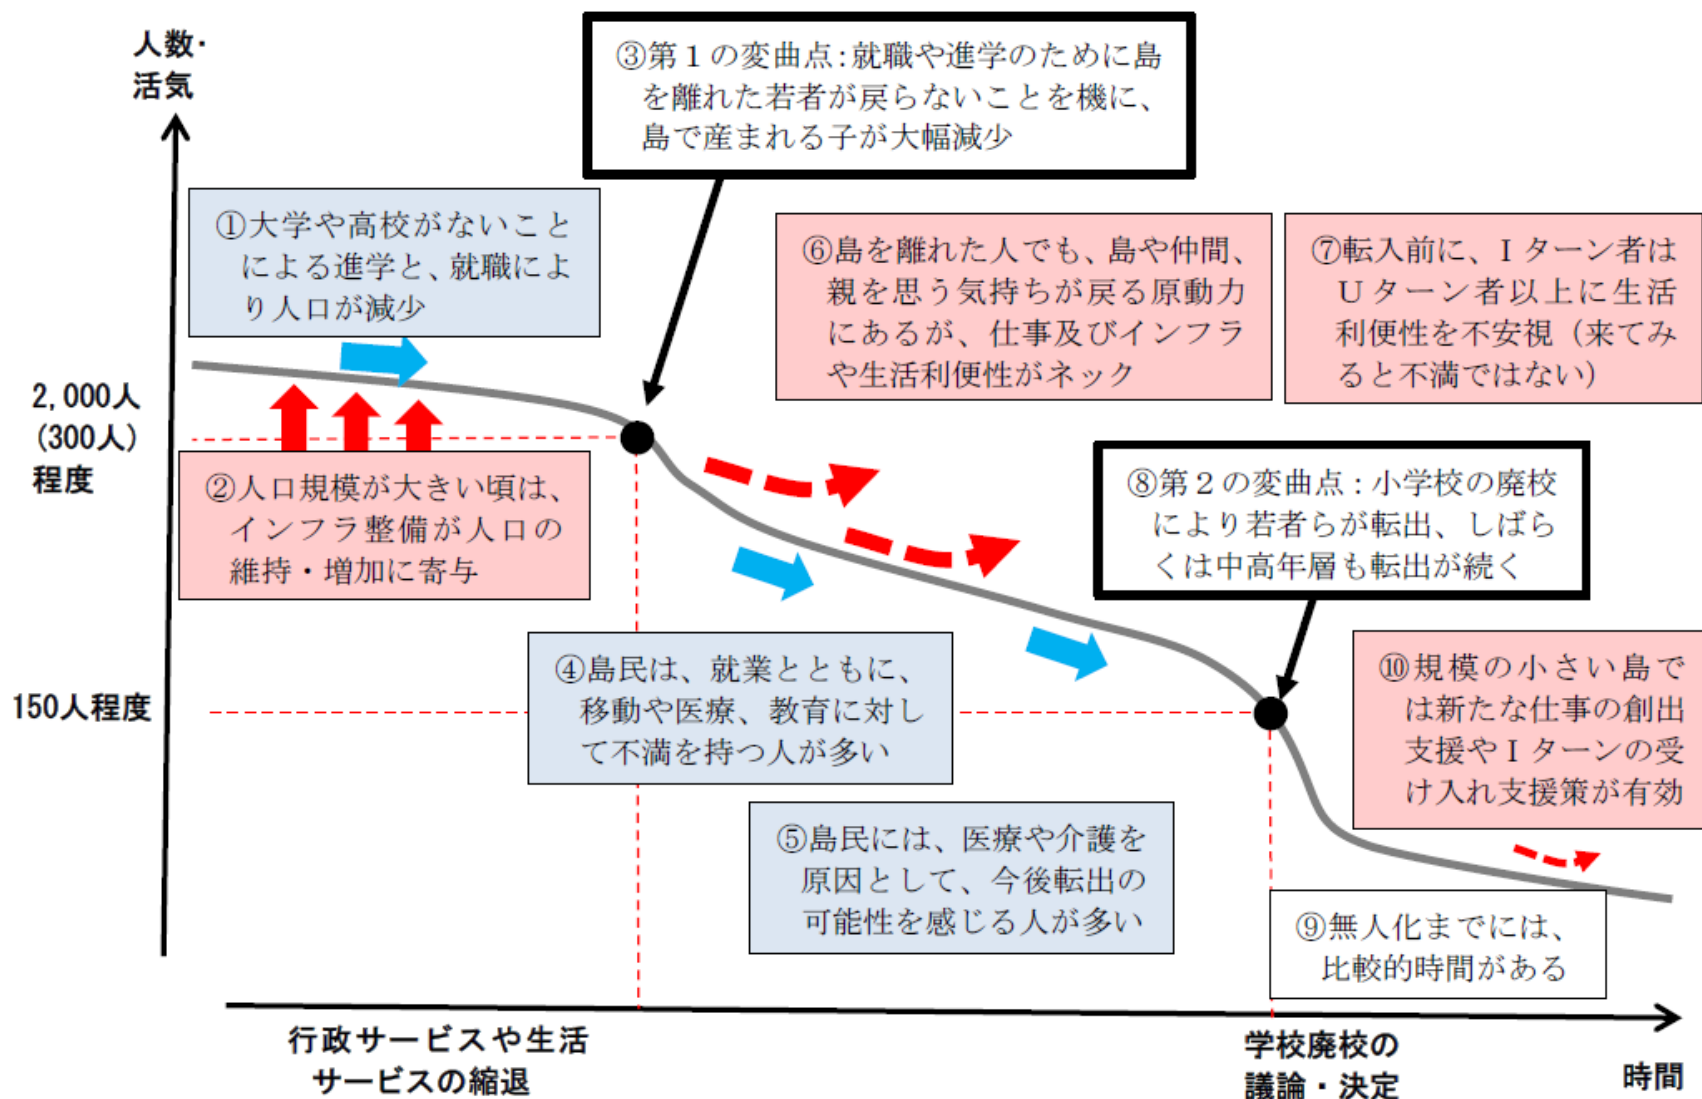 人数・
活気
③第１の変曲点：就職や進学のために島
を離れた若者が戻らないことを機に、
島で産まれる子が大幅減少
①大学や高校がないこと
による進学と、就職によ
り人口が減少
⑥島を離れた人でも、島や仲間、
親を思う気持ちが戻る原動力
にあるが、仕事及びインフラ
や生活利便性がネック
⑦転入前に、Ｉターン者は
Ｕターン者以上に生活
利便性を不安視（来てみ
ると不満ではない）
2,000人
(300人)
程度
②人口規模が大きい頃は、
インフラ整備が人口の
維持・増加に寄与
⑧第２の変曲点：小学校の廃校
により若者らが転出、しばら
くは中高年層も転出が続く
④島民は、就業とともに、
移動や医療、教育に対し
て不満を持つ人が多い
150人程度
⑩規模の小さい島で
は新たな仕事の創出
支援やＩターンの受
け入れ支援策が有効
⑤島民には、医療や介護を
原因として、今後転出の
可能性を感じる人が多い
⑨無人化までには、
比較的時間がある
行政サービスや生活
サービスの縮退
学校廃校の
議論・決定
時間